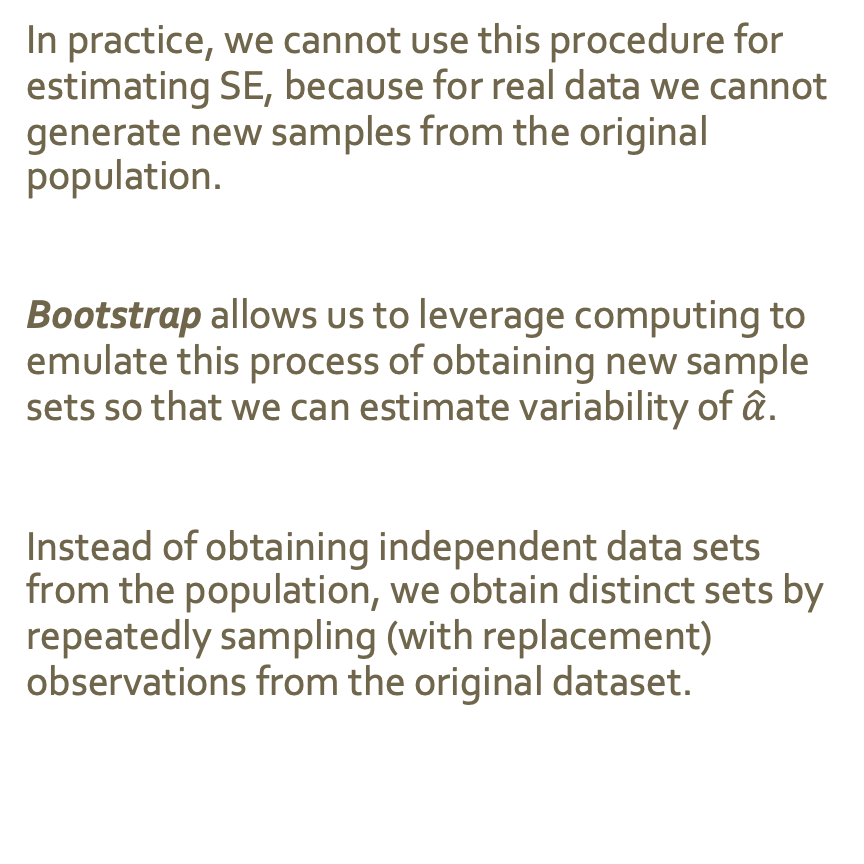 In practice, we cannot use this procedure for
estimating SE, because for real data we cannot
generate new samples from the original
population.
Bootstrap allows us to leverage computing to
emulate this process of obtaining new sample
sets so that we can estimate variability of α̂.
Instead of obtaining independent data sets
from the population, we obtain distinct sets by
repeatedly sampling (with replacement)
observations from the original dataset.